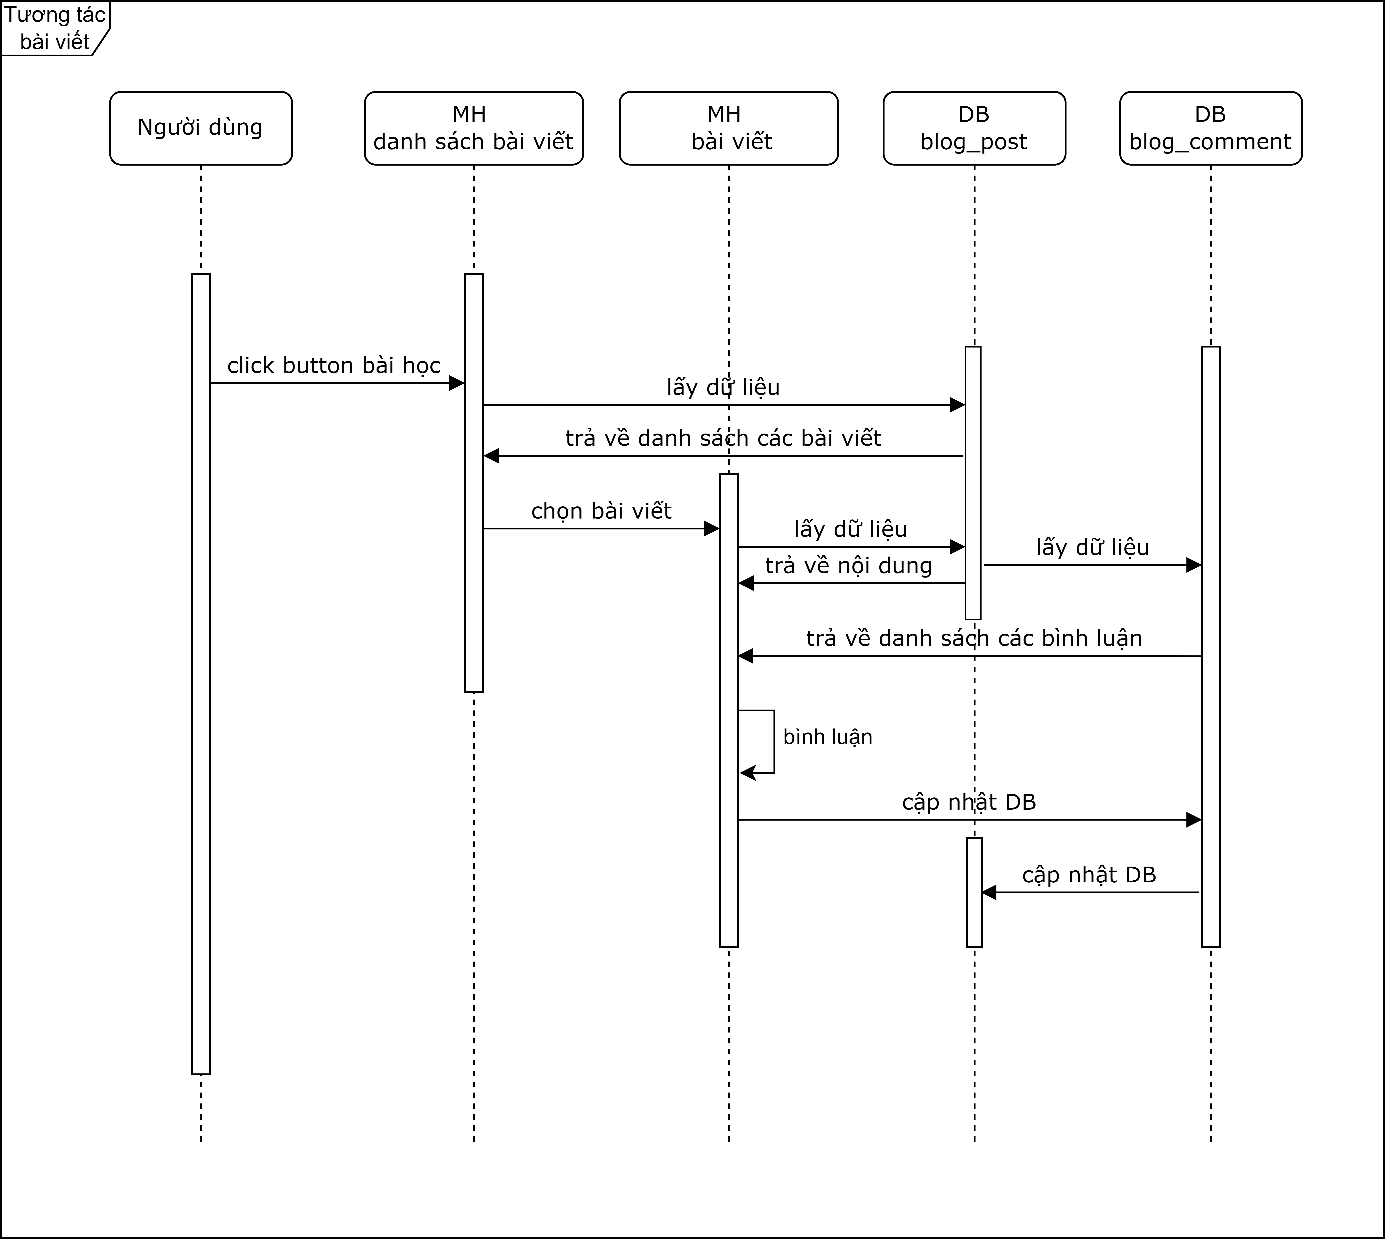 Tương tác
bài viết
Người dùng
MH
danh sách bài viết
MH
bài viết
DB
blog_post
DB
blog_comment
click button bài học
lấy dữ liệu
trả về danh sách các bài viết
chọn bài viết
lấy dữ liệu
lấy dữ liệu
trả về nội dung
trả về danh sách các bình luận
bình luận
cập nhật DB
cập nhật DB